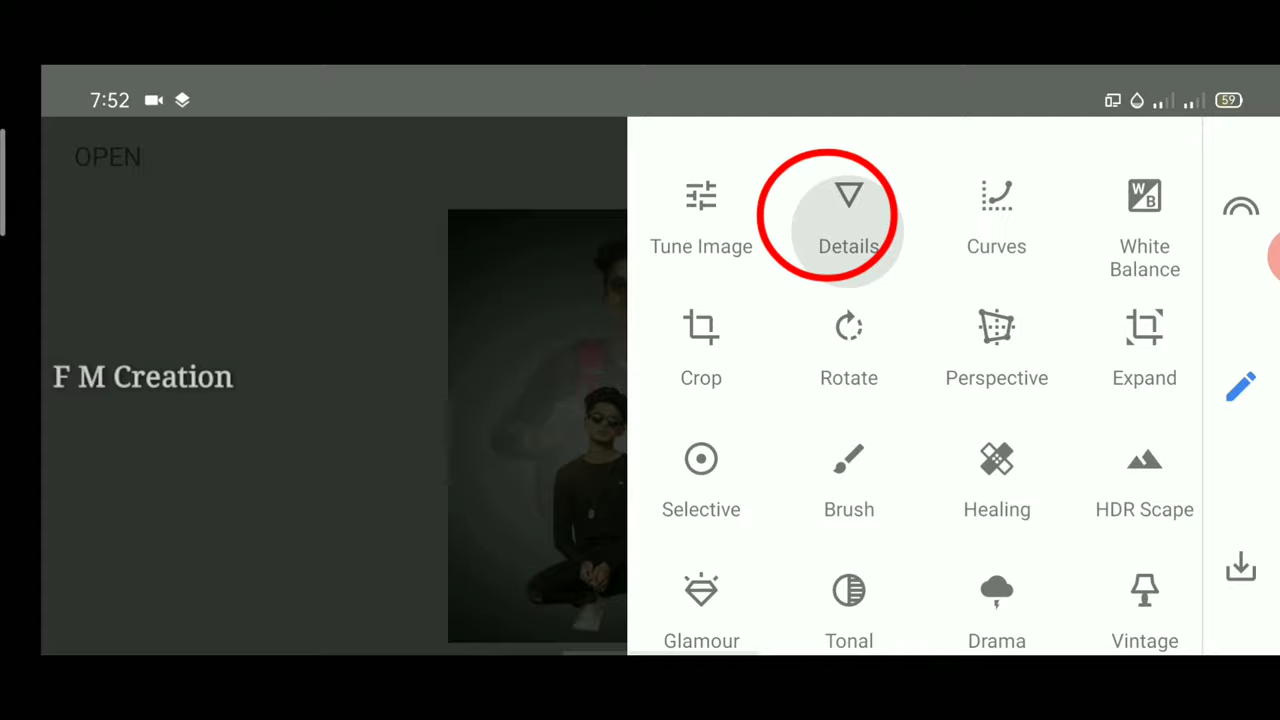 7:52
59
OPEN
Tune Image
Details
Curves
W
B
White
Balance
F M Creation
Crop
Rotate
Perspective
Expand
Selective
Brush
Healing
HDR Scape
Glamour
Tonal
Drama
Vintage